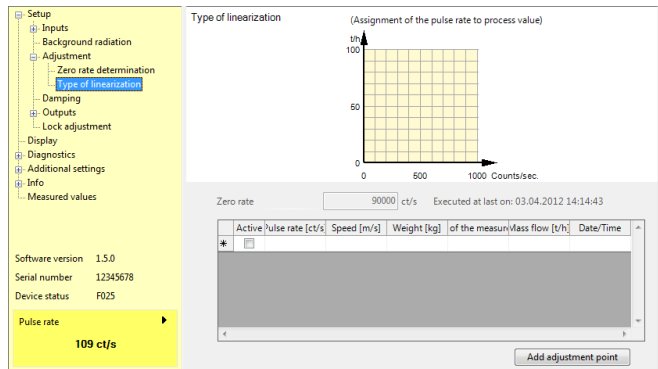 Setup
Inputs
Background radiation
Adjustment
Zero rate determination
Type of linearization
Damping
Outputs
Lock adjustment
Display
Diagnostics
Additional settings
Info
Measured values
Software version 1.5.0
Serial number 12345678
Device status F025
Pulse rate
109 ct/s
Type of linearization
(Assignment of the pulse rate to process value)
t/h
100
50
0
0 500 1000 Counts/sec.
Zero rate 90000 ct/s Executed at last on: 03.04.2012 14:14:43
Active Pulse rate [ct/s Speed [m/s] Weight [kg] of the measur Mass flow [t/h] Date/Time
Add adjustment point